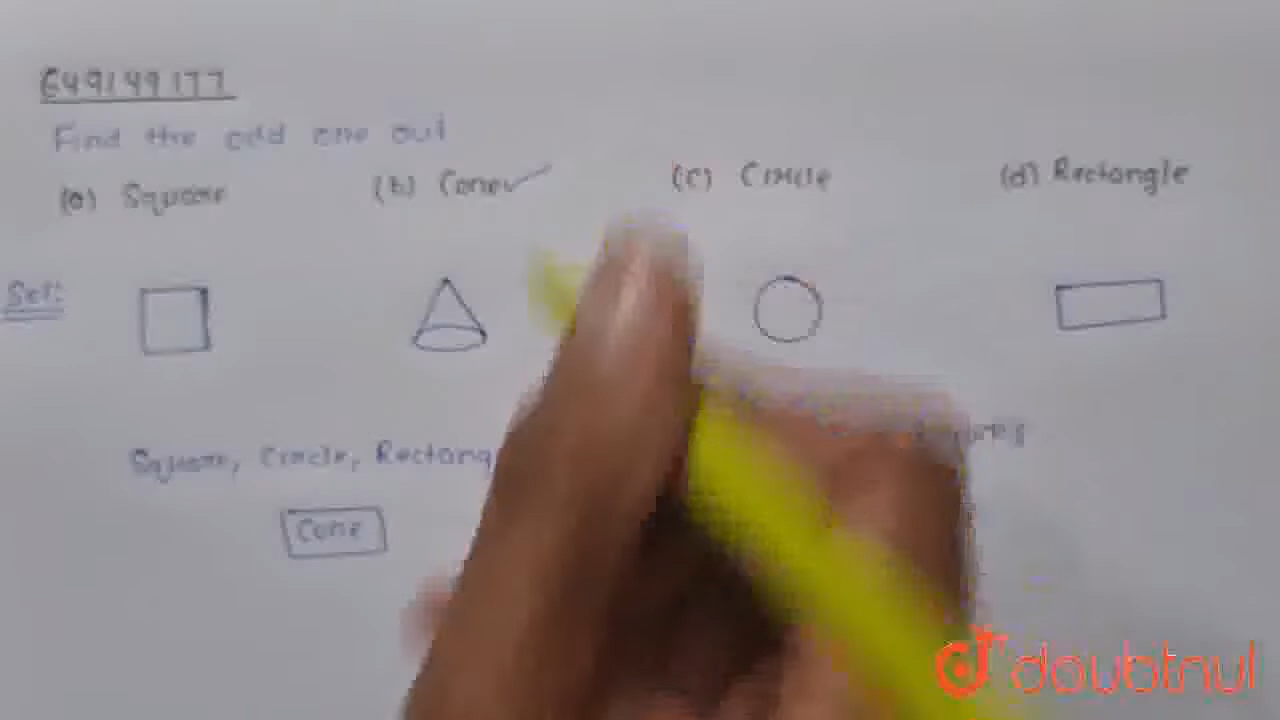 649149177
Find the odd one out
(a) Square (b) Cone (c) Circle (d) Rectangle
Sol:
Square, Circle, Rectang
Cone
doubtnut